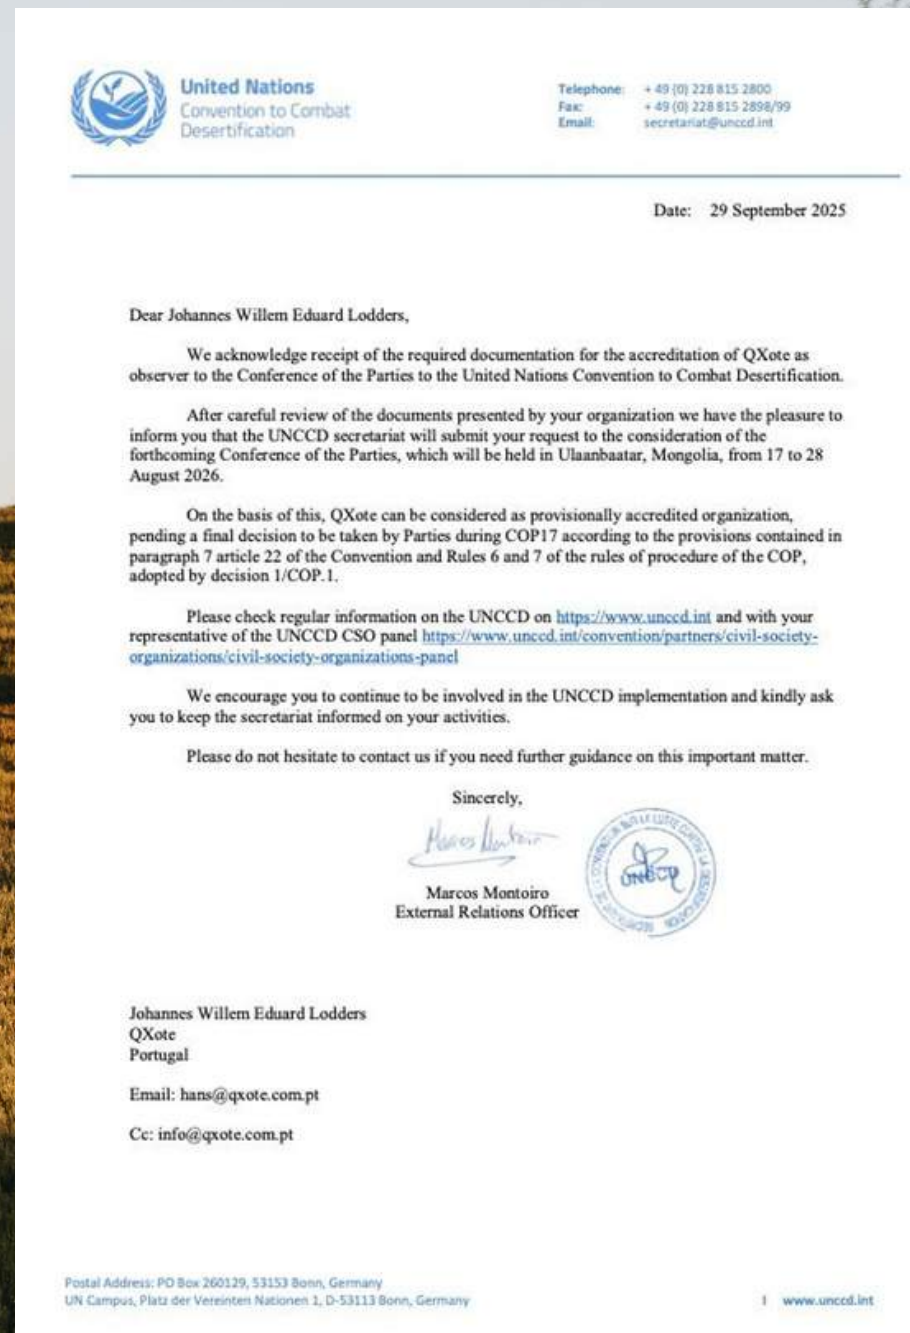 United Nations
Convention to Combat
Desertification
Telephone: + 49 (0) 228 815 2800
Fax: + 49 (0) 228 815 2898/99
Email: secretariat@unccd.int
Date: 29 September 2025
Dear Johannes Willem Eduard Lodders,
We acknowledge receipt of the required documentation for the accreditation of QXote as
observer to the Conference of the Parties to the United Nations Convention to Combat Desertification.
After careful review of the documents presented by your organization we have the pleasure to
inform you that the UNCCD secretariat will submit your request to the consideration of the
forthcoming Conference of the Parties, which will be held in Ulaanbaatar, Mongolia, from 17 to 28
August 2026.
On the basis of this, QXote can be considered as provisionally accredited organization,
pending a final decision to be taken by Parties during COP17 according to the provisions contained in
paragraph 7 article 22 of the Convention and Rules 6 and 7 of the rules of procedure of the COP,
adopted by decision 1/COP.1.
Please check regular information on the UNCCD on https://www.unccd.int and with your
representative of the UNCCD CSO panel https://www.unccd.int/convention/partners/civil-society-
organizations/civil-society-organizations-panel
We encourage you to continue to be involved in the UNCCD implementation and kindly ask
you to keep the secretariat informed on your activities.
Please do not hesitate to contact us if you need further guidance on this important matter.
Sincerely,
Marcos Montoiro
UNCCD
Marcos Montoiro
External Relations Officer
Johannes Willem Eduard Lodders
QXote
Portugal
Email: hans@qxote.com.pt
Cc: info@qxote.com.pt
Postal Address: PO Box 260129, 53153 Bonn, Germany
UN Campus, Platz der Vereinten Nationen 1, D-53113 Bonn, Germany
I www.unccd.int